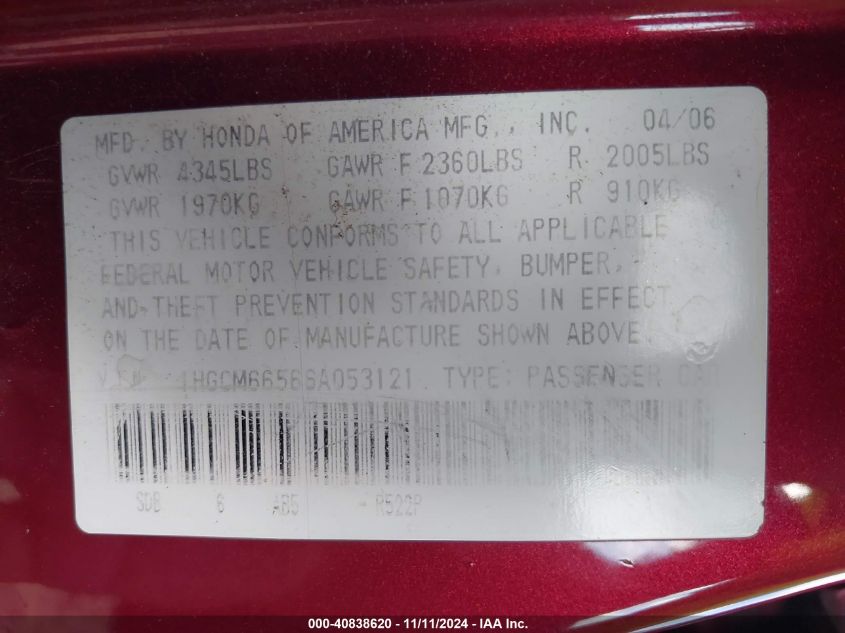 MFD. BY HONDA OF AMERICA MFG., INC. 04/06
GVWR 4345LBS GAWR F 2360LBS R 2005LBS
GVWR 1970KG GAWR F 1070KG R 910KG
THIS VEHICLE CONFORMS TO ALL APPLICABLE
FEDERAL MOTOR VEHICLE SAFETY, BUMPER,
AND THEFT PREVENTION STANDARDS IN EFFECT
ON THE DATE OF MANUFACTURE SHOWN ABOVE.
1HGCM66566A053121 TYPE: PASSENGER CAR
SDB 6 AB5 R522P
000-40838620 - 11/11/2024 - IAA Inc.